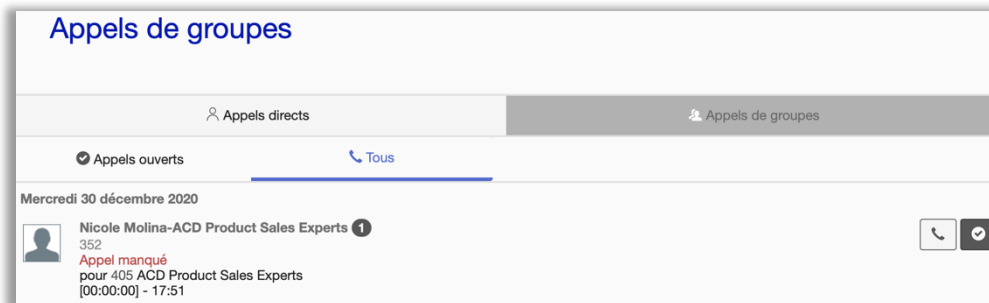 Appels de groupes
Appels directs
Appels de groupes
Appels ouverts
Tous
Mercredi 30 décembre 2020
Nicole Molina-ACD Product Sales Experts 1
352
Appel manqué
pour 405 ACD Product Sales Experts
[00:00:00] - 17:51